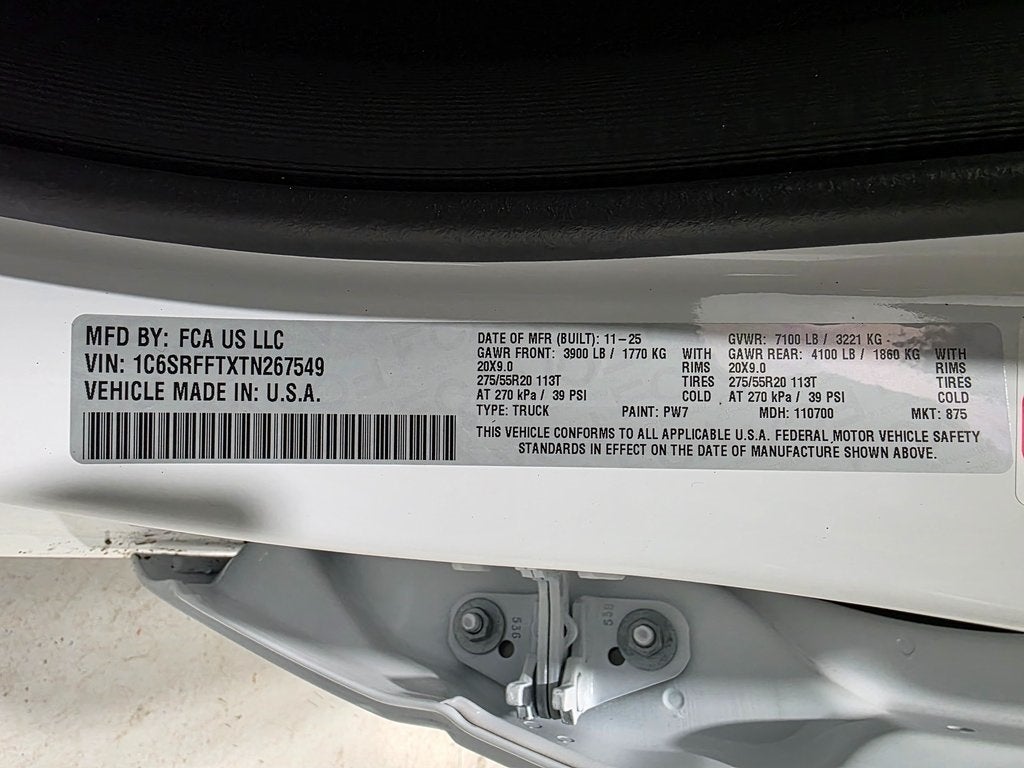 MFD BY: FCA US LLC
VIN: 1C6SRFFTXTN267549
VEHICLE MADE IN: U.S.A.
DATE OF MFR (BUILT): 11-25 GVWR: 7100 LB / 3221 KG
GAWR FRONT: 3900 LB / 1770 KG WITH GAWR REAR: 4100 LB / 1860 KG WITH
20X9.0 RIMS 20X9.0 RIMS
275/55R20 113T TIRES 275/55R20 113T TIRES
AT 270 kPa / 39 PSI COLD AT 270 kPa / 39 PSI COLD
TYPE: TRUCK PAINT: PW7 MDH: 110700 MKT: 875
THIS VEHICLE CONFORMS TO ALL APPLICABLE U.S.A. FEDERAL MOTOR VEHICLE SAFETY
STANDARDS IN EFFECT ON THE DATE OF MANUFACTURE SHOWN ABOVE.
536